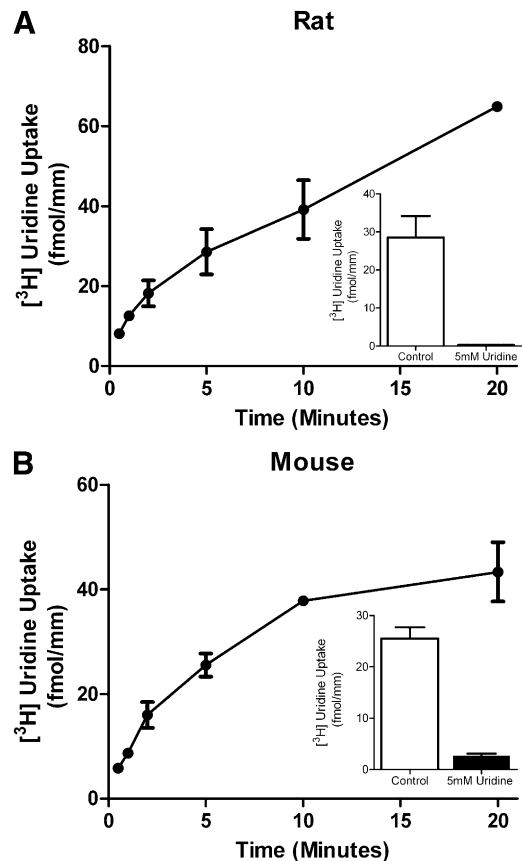 A
Rat
[³H] Uridine Uptake
(fmol/mm)
80
60
40
20
0
0
5
10
15
20
Time (Minutes)
[³H] Uridine Uptake
(fmol/mm)
40
30
20
10
0
Control
5mM Uridine
B
Mouse
[³H] Uridine Uptake
(fmol/mm)
60
40
20
0
0
5
10
15
20
Time (Minutes)
[³H] Uridine Uptake
(fmol/mm)
30
20
10
0
Control
5mM Uridine